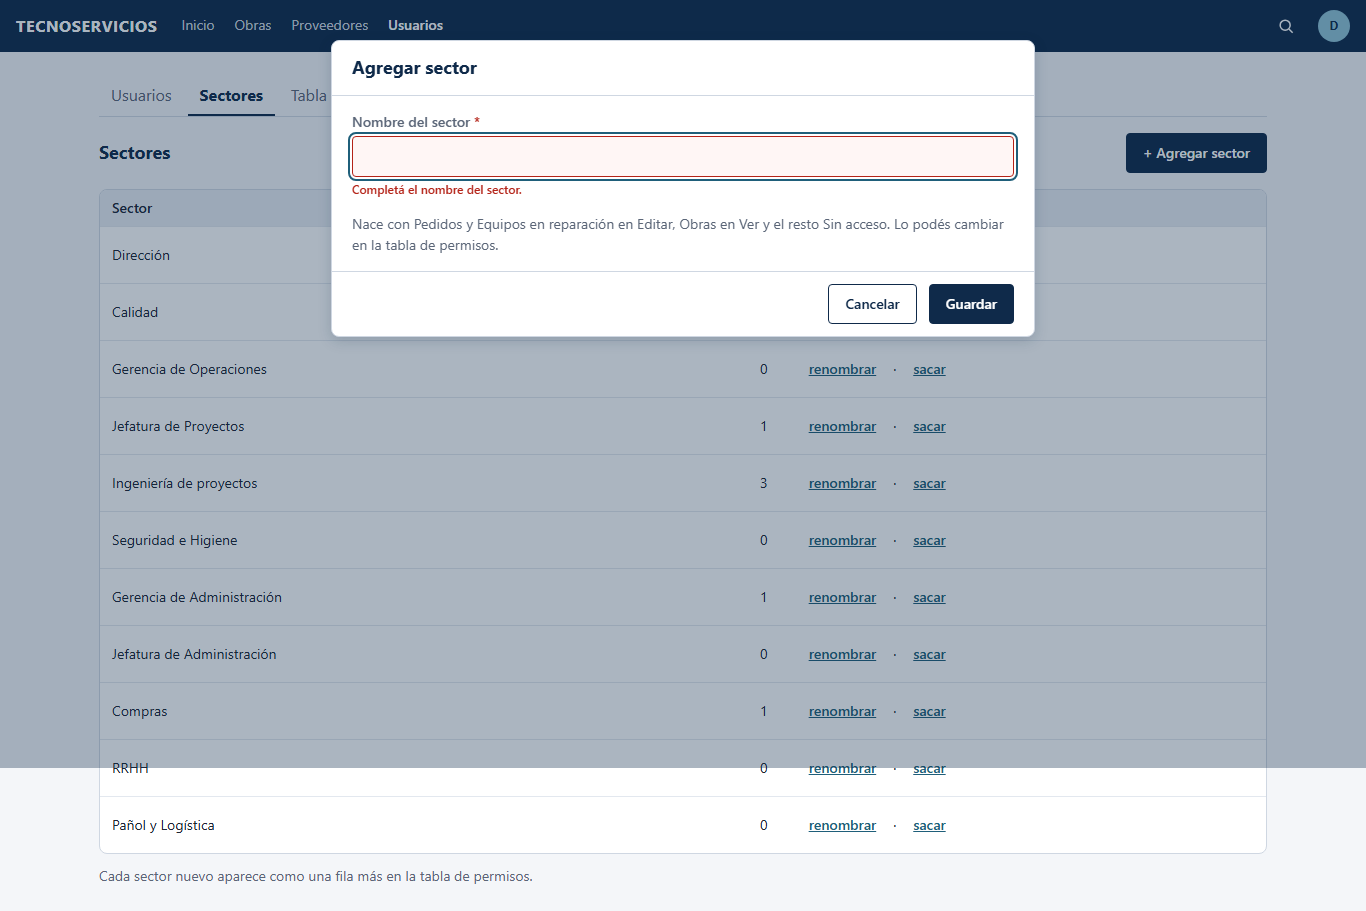 TECNOSERVICIOS Inicio Obras Proveedores Usuarios D
Agregar sector
Usuarios Sectores Tabla
Nombre del sector *
Sectores
+ Agregar sector
Completá el nombre del sector.
Sector
Nace con Pedidos y Equipos en reparación en Editar, Obras en Ver y el resto Sin acceso. Lo podés cambiar
en la tabla de permisos.
Dirección
Cancelar Guardar
Calidad
Gerencia de Operaciones 0 renombrar · sacar
Jefatura de Proyectos 1 renombrar · sacar
Ingeniería de proyectos 3 renombrar · sacar
Seguridad e Higiene 0 renombrar · sacar
Gerencia de Administración 1 renombrar · sacar
Jefatura de Administración 0 renombrar · sacar
Compras 1 renombrar · sacar
RRHH 0 renombrar · sacar
Pañol y Logística 0 renombrar · sacar
Cada sector nuevo aparece como una fila más en la tabla de permisos.